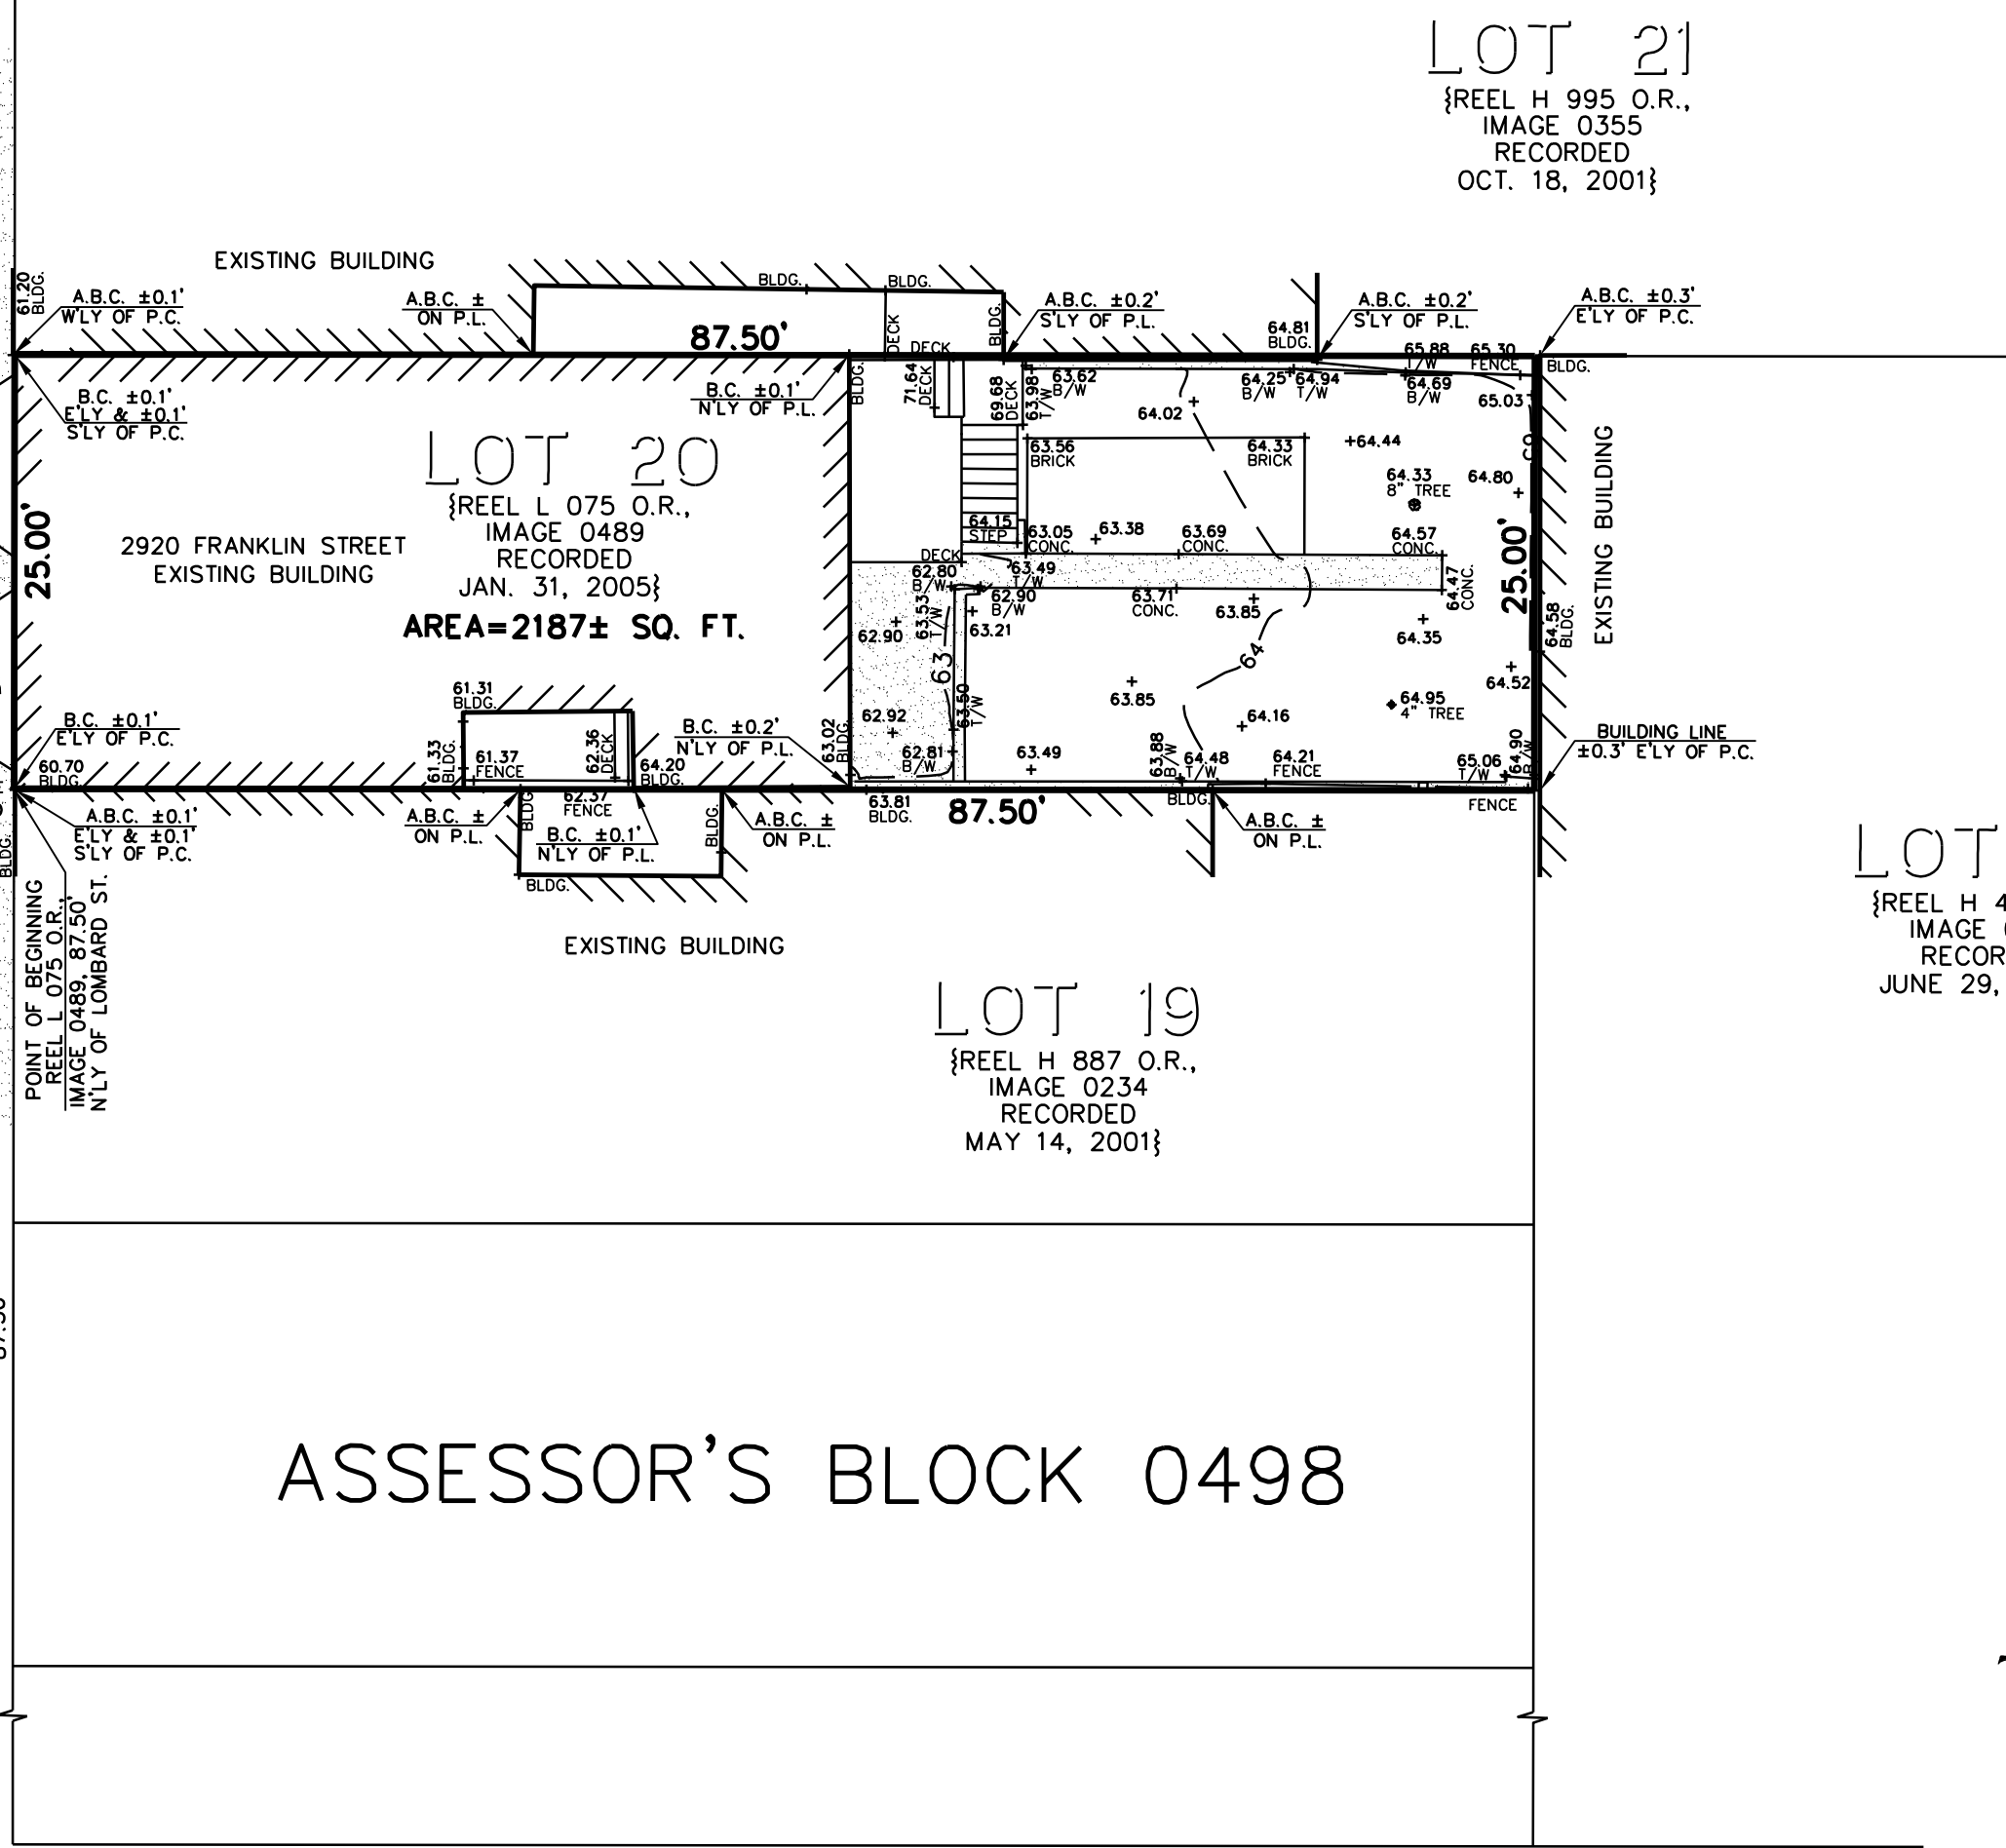 LOT 21
{REEL H 995 O.R.,
IMAGE 0355
RECORDED
OCT. 18, 2001}
EXISTING BUILDING
61.20
BLDG.
A.B.C. ±0.1'
W'LY OF P.C.
A.B.C. ±
ON P.L.
BLDG.
BLDG.
87.50'
DECK
BLDG.
DECK
A.B.C. ±0.2'
S'LY OF P.L.
64.81
BLDG.
A.B.C. ±0.2'
S'LY OF P.L.
A.B.C. ±0.3'
E'LY OF P.C.
BLDG.
B.C. ±0.1'
E'LY & ±0.1'
S'LY OF P.C.
B.C. ±0.1'
N'LY OF P.L.
BLDG.
71.64
DECK
69.68
DECK
63.98
T/W
63.62
B/W
64.02
64.25
B/W
64.94
T/W
65.88
T/W
64.69
B/W
65.30
FENCE
65.03
LOT 20
{REEL L 075 O.R.,
IMAGE 0489
RECORDED
JAN. 31, 2005}
AREA=2187± SQ. FT.
25.00'
2920 FRANKLIN STREET
EXISTING BUILDING
63.56
BRICK
64.33
BRICK
64.44
64.33
8" TREE
64.80
EXISTING BUILDING
64.15
STEP
63.05
CONC.
63.38
63.69
CONC.
64.57
CONC.
25.00'
DECK
62.80
B/W
63.49
T/W
62.90
B/W
63.53
T/W
63.71
CONC.
63.85
64.47
CONC.
64.58
BLDG.
62.90
63.21
64.35
63
64
61.31
BLDG.
63.50
T/W
63.85
64.52
64.95
4" TREE
B.C. ±0.1'
E'LY OF P.C.
60.70
BLDG.
61.33
BLDG.
61.37
FENCE
62.36
DECK
64.20
BLDG.
B.C. ±0.2'
N'LY OF P.L.
63.02
BLDG.
62.92
62.81
B/W
63.49
64.16
63.88
B/W
64.48
T/W
64.21
FENCE
65.06
T/W
64.90
B/W
BUILDING LINE
±0.3' E'LY OF P.C.
A.B.C. ±0.1'
E'LY & ±0.1'
S'LY OF P.C.
A.B.C. ±
ON P.L.
BLDG.
62.37
FENCE
B.C. ±0.1'
N'LY OF P.L.
BLDG.
A.B.C. ±
ON P.L.
63.81
BLDG.
87.50'
BLDG.
A.B.C. ±
ON P.L.
FENCE
BLDG.
BLDG.
POINT OF BEGINNING
REEL L 075 O.R.,
IMAGE 0489, 87.50'
N'LY OF LOMBARD ST.
EXISTING BUILDING
LOT
{REEL H 4
IMAGE
RECOR
JUNE 29,
LOT 19
{REEL H 887 O.R.,
IMAGE 0234
RECORDED
MAY 14, 2001}
ASSESSOR'S BLOCK 0498